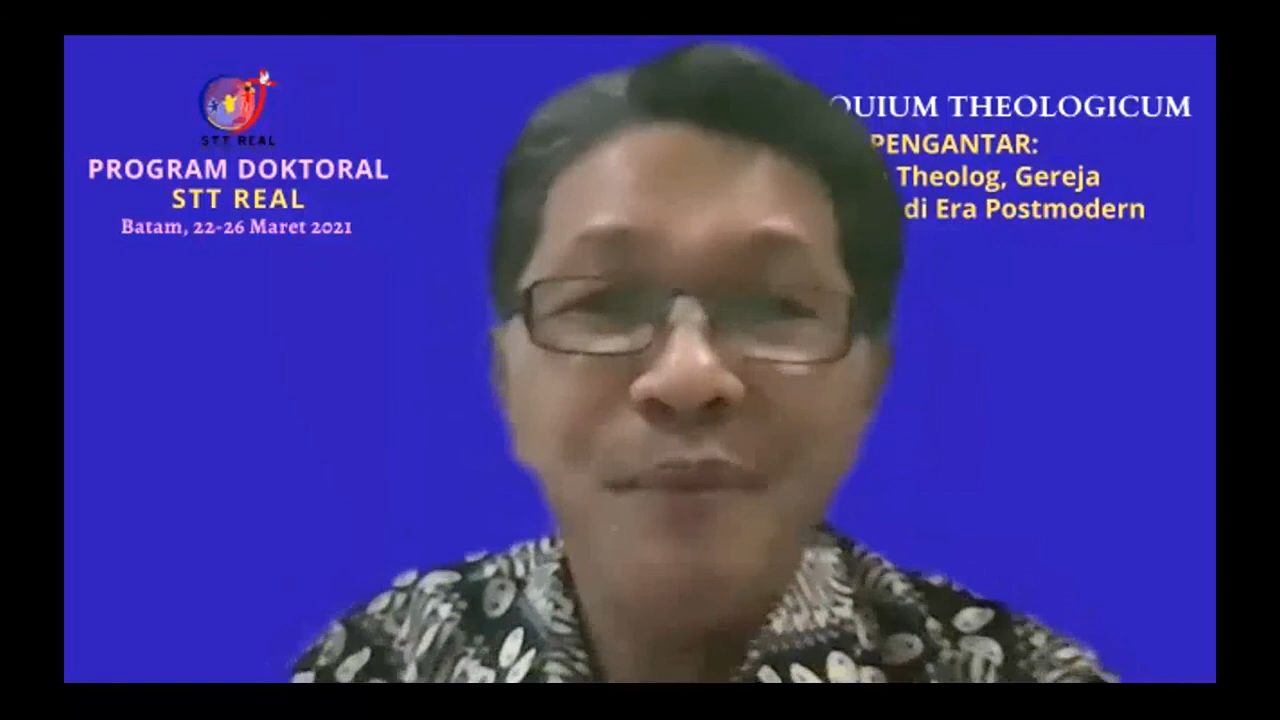 STT REAL
PROGRAM DOKTORAL
STT REAL
Batam, 22-26 Maret 2021
QUIUM THEOLOGICUM
PENGANTAR:
Theolog, Gereja
di Era Postmodern